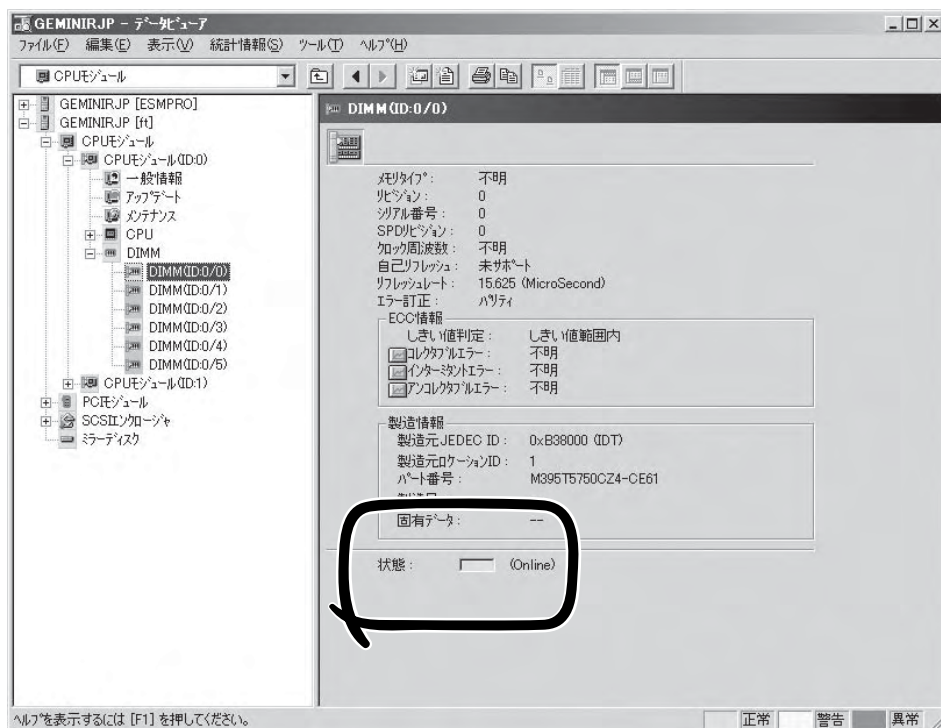 GEMINIRJP - ﾃﾞｰﾀﾋﾞｭｰｱ
ﾌｧｲﾙ(F) 編集(E) 表示(V) 統計情報(S) ﾂｰﾙ(T) ﾍﾙﾌﾟ(H)
CPUﾓｼﾞｭｰﾙ
GEMINIRJP [ESMPRO]
GEMINIRJP [ft]
CPUﾓｼﾞｭｰﾙ
CPUﾓｼﾞｭｰﾙ(ID:0)
一般情報
ｱｯﾌﾟﾃﾞｰﾄ
ﾒﾝﾃﾅﾝｽ
CPU
DIMM
DIMM(ID:0/0)
DIMM(ID:0/1)
DIMM(ID:0/2)
DIMM(ID:0/3)
DIMM(ID:0/4)
DIMM(ID:0/5)
CPUﾓｼﾞｭｰﾙ(ID:1)
PCIﾓｼﾞｭｰﾙ
SCSIｴﾝｸﾛｰｼﾞｬ
ﾐﾗｰﾃﾞｨｽｸ
DIMM(ID:0/0)
ﾒﾓﾘﾀｲﾌﾟ: 不明
ﾘﾋﾞｼﾞｮﾝ: 0
ｼﾘｱﾙ番号: 0
SPDﾘﾋﾞｼﾞｮﾝ: 0
ｸﾛｯｸ周波数: 不明
自己ﾘﾌﾚｯｼｭ: 未ｻﾎﾟｰﾄ
ﾘﾌﾚｯｼｭﾚｰﾄ: 15.625 (MicroSecond)
ｴﾗｰ訂正: ﾊﾟﾘﾃｨ
ECC情報
しきい値判定: しきい値範囲内
ｺﾚｸﾀﾌﾞﾙｴﾗｰ: 不明
ｲﾝﾀｰﾐﾀﾝﾄｴﾗｰ: 不明
ｱﾝｺﾚｸﾀﾌﾞﾙｴﾗｰ: 不明
製造情報
製造元JEDEC ID: 0xB38000 (IDT)
製造元ﾛｹｰｼｮﾝID: 1
ﾊﾟｰﾄ番号: M395T5750CZ4-CE61
固有ﾃﾞｰﾀ: --
状態: (Online)
ﾍﾙﾌﾟを表示するには [F1] を押してください。 正常 警告 異常